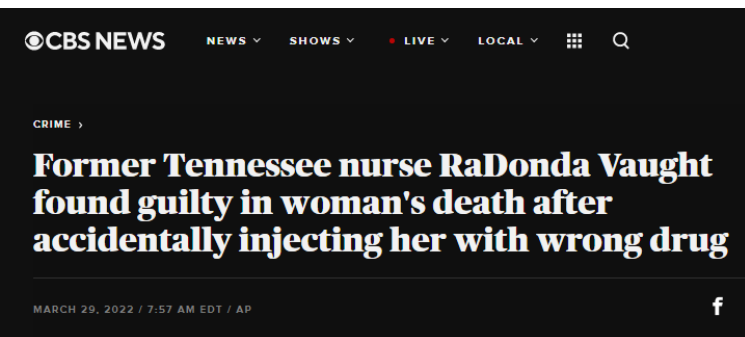 CBS NEWS NEWS SHOWS LIVE LOCAL
CRIME ›
Former Tennessee nurse RaDonda Vaught
found guilty in woman's death after
accidentally injecting her with wrong drug
MARCH 29, 2022 / 7:57 AM EDT / AP f